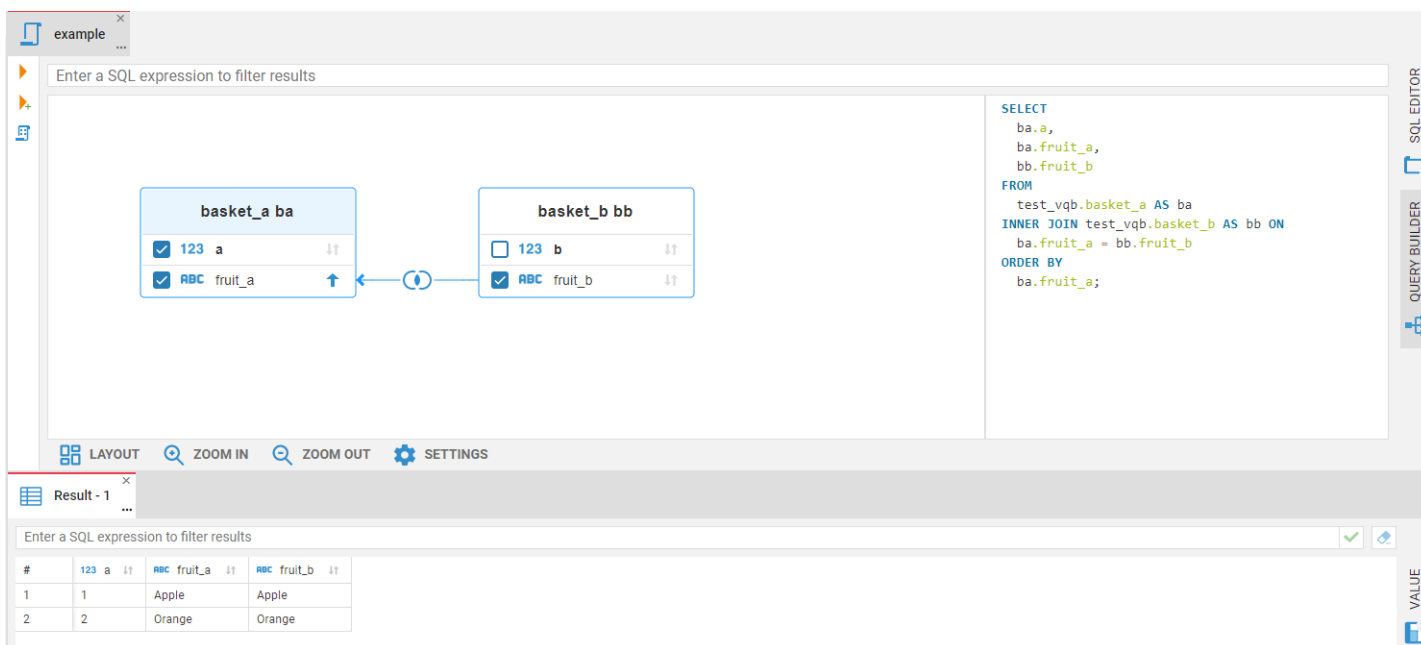 example
...
Enter a SQL expression to filter results
basket_a ba
123 a
ABC fruit_a
basket_b bb
123 b
ABC fruit_b
SELECT
ba.a,
ba.fruit_a,
bb.fruit_b
FROM
test_vqb.basket_a AS ba
INNER JOIN test_vqb.basket_b AS bb ON
ba.fruit_a = bb.fruit_b
ORDER BY
ba.fruit_a;
SQL EDITOR
QUERY BUILDER
LAYOUT ZOOM IN ZOOM OUT SETTINGS
Result - 1
...
Enter a SQL expression to filter results
# 123 a ABC fruit_a ABC fruit_b
1 1 Apple Apple
2 2 Orange Orange
VALUE